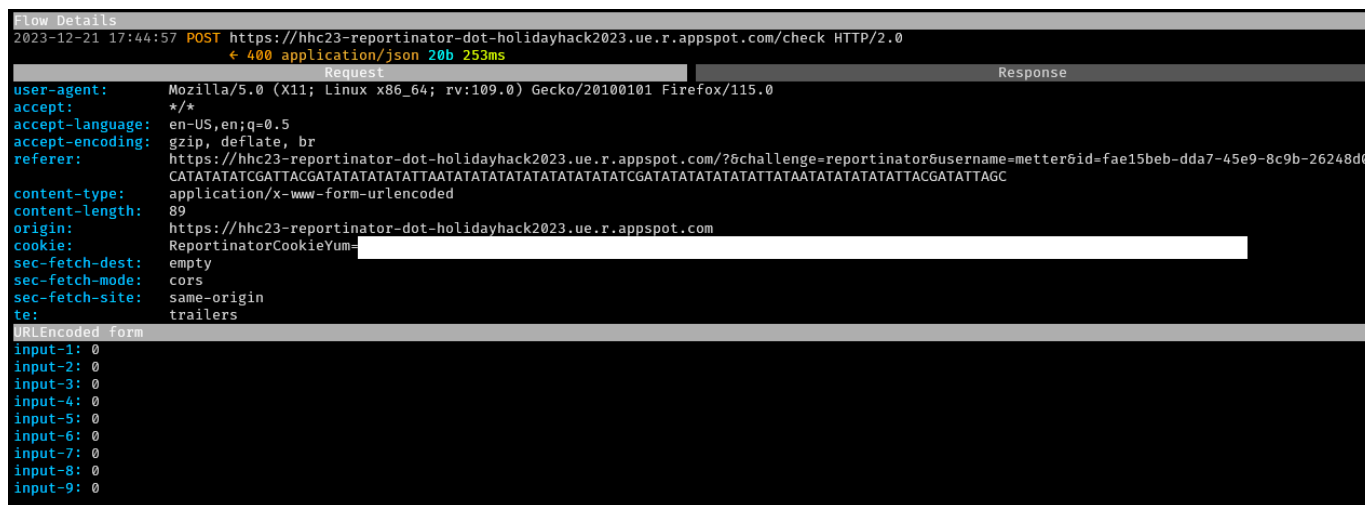 Flow Details
2023-12-21 17:44:57 POST https://hhc23-reportinator-dot-holidayhack2023.ue.r.appspot.com/check HTTP/2.0
← 400 application/json 20b 253ms
Request Response
user-agent: Mozilla/5.0 (X11; Linux x86_64; rv:109.0) Gecko/20100101 Firefox/115.0
accept: */*
accept-language: en-US,en;q=0.5
accept-encoding: gzip, deflate, br
referer: https://hhc23-reportinator-dot-holidayhack2023.ue.r.appspot.com/?&challenge=reportinator&username=metter&id=fae15beb-dda7-45e9-8c9b-26248d0
CATATATATCGATTACGATATATATATATTAATATATATATATATATATATATCGATATATATATATATTATAATATATATATATTACGATATTAGC
content-type: application/x-www-form-urlencoded
content-length: 89
origin: https://hhc23-reportinator-dot-holidayhack2023.ue.r.appspot.com
cookie: ReportinatorCookieYum=
sec-fetch-dest: empty
sec-fetch-mode: cors
sec-fetch-site: same-origin
te: trailers
URLEncoded form
input-1: 0
input-2: 0
input-3: 0
input-4: 0
input-5: 0
input-6: 0
input-7: 0
input-8: 0
input-9: 0